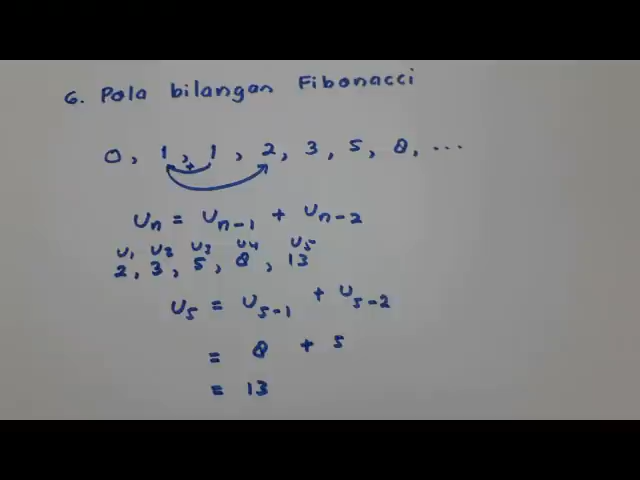 6. Pola bilangan Fibonacci
0, 1, 1, 2, 3, 5, 8, ...
+
Un = Un-1 + Un-2
U1 U2 U3 U4 U5
2, 3, 5, 8, 13
U5 = U5-1 + U5-2
= 8 + 5
= 13